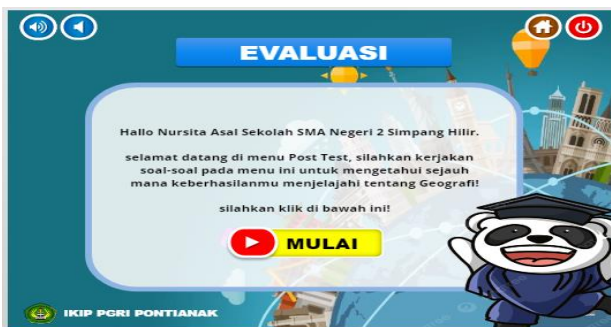 EVALUASI
Hallo Nursita Asal Sekolah SMA Negeri 2 Simpang Hilir.
selamat datang di menu Post Test, silahkan kerjakan
soal-soal pada menu ini untuk mengetahui sejauh
mana keberhasilanmu menjelajahi tentang Geografi!
silahkan klik di bawah ini!
MULAI
IKIP PGRI PONTIANAK